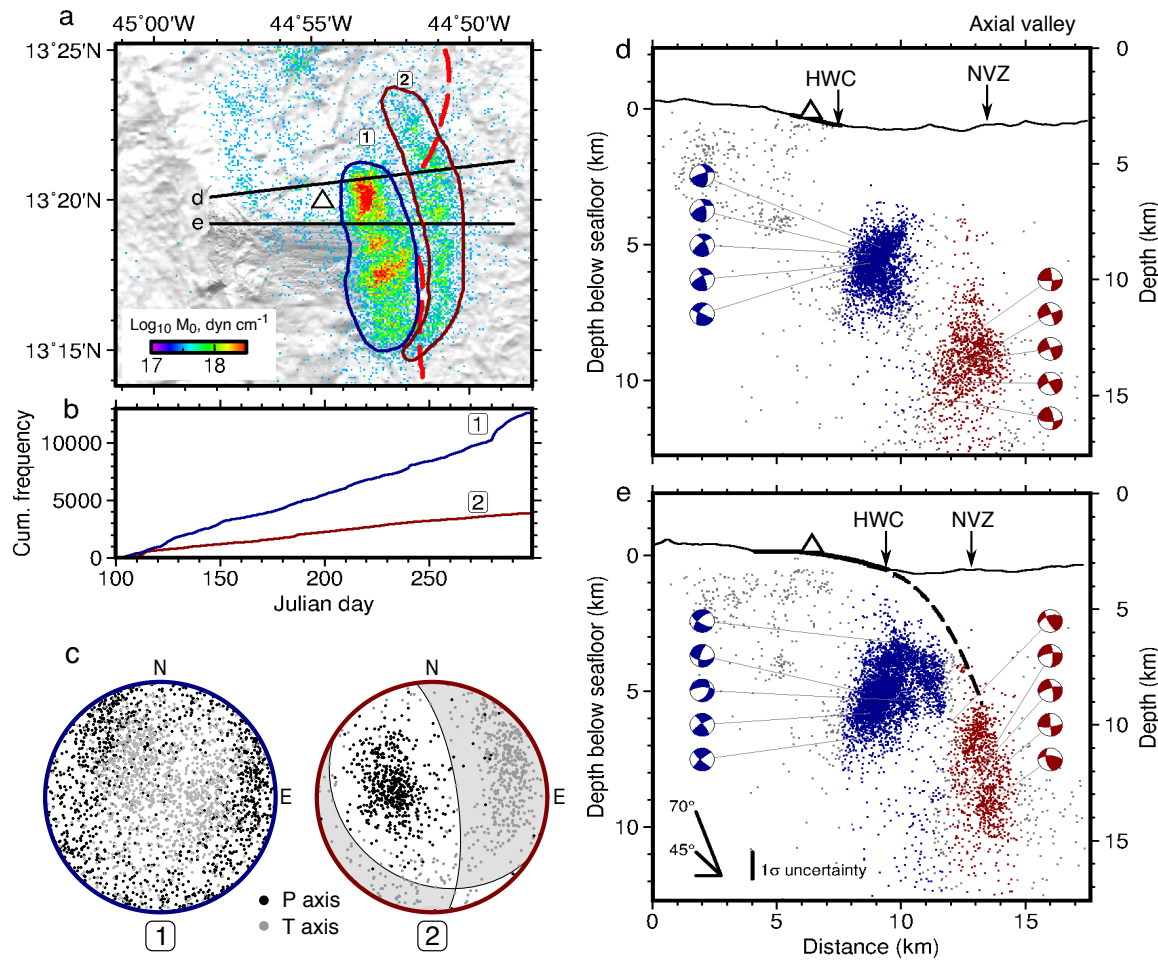 a
45°00'W 44°55' 44°50'
13°25'N
13°20'N
13°15'N
1
2
d
e
Log10 M0, dyn cm-1
17 18
b
Cum. frequency
10000
5000
0
1
2
100 150 200 250
Julian day
c
N N
E E
P axis
T axis
1 2
Axial valley
d
HWC NVZ
Depth below seafloor (km)
0
5
10
0
5
10
15
Depth (km)
e
HWC NVZ
Depth below seafloor (km)
0
5
10
0
5
10
15
Depth (km)
70°
45°
1σ uncertainty
0 5 10 15
Distance (km)